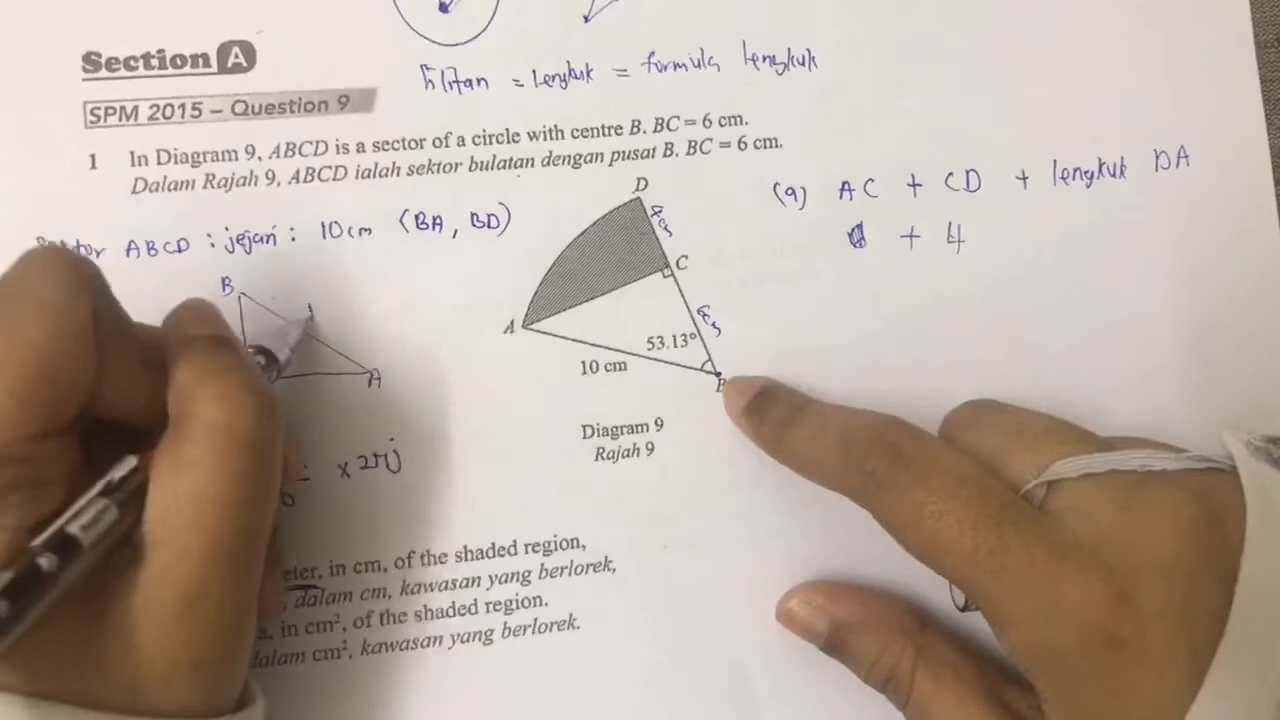 lilitan = lengkuk = formula lengkuk
Section A
SPM 2015 – Question 9
1 In Diagram 9, ABCD is a sector of a circle with centre B. BC = 6 cm.
Dalam Rajah 9, ABCD ialah sektor bulatan dengan pusat B. BC = 6 cm.
ABCD : jejari : 10cm (BA, BD)
(a) AC + CD + lengkuk DA
+ 4
D
4cm
C
6cm
A
53.13°
10 cm
B
B
A
× 2πj
Diagram 9
Rajah 9
in cm, of the shaded region,
dalam cm, kawasan yang berlorek,
in cm², of the shaded region.
dalam cm², kawasan yang berlorek.